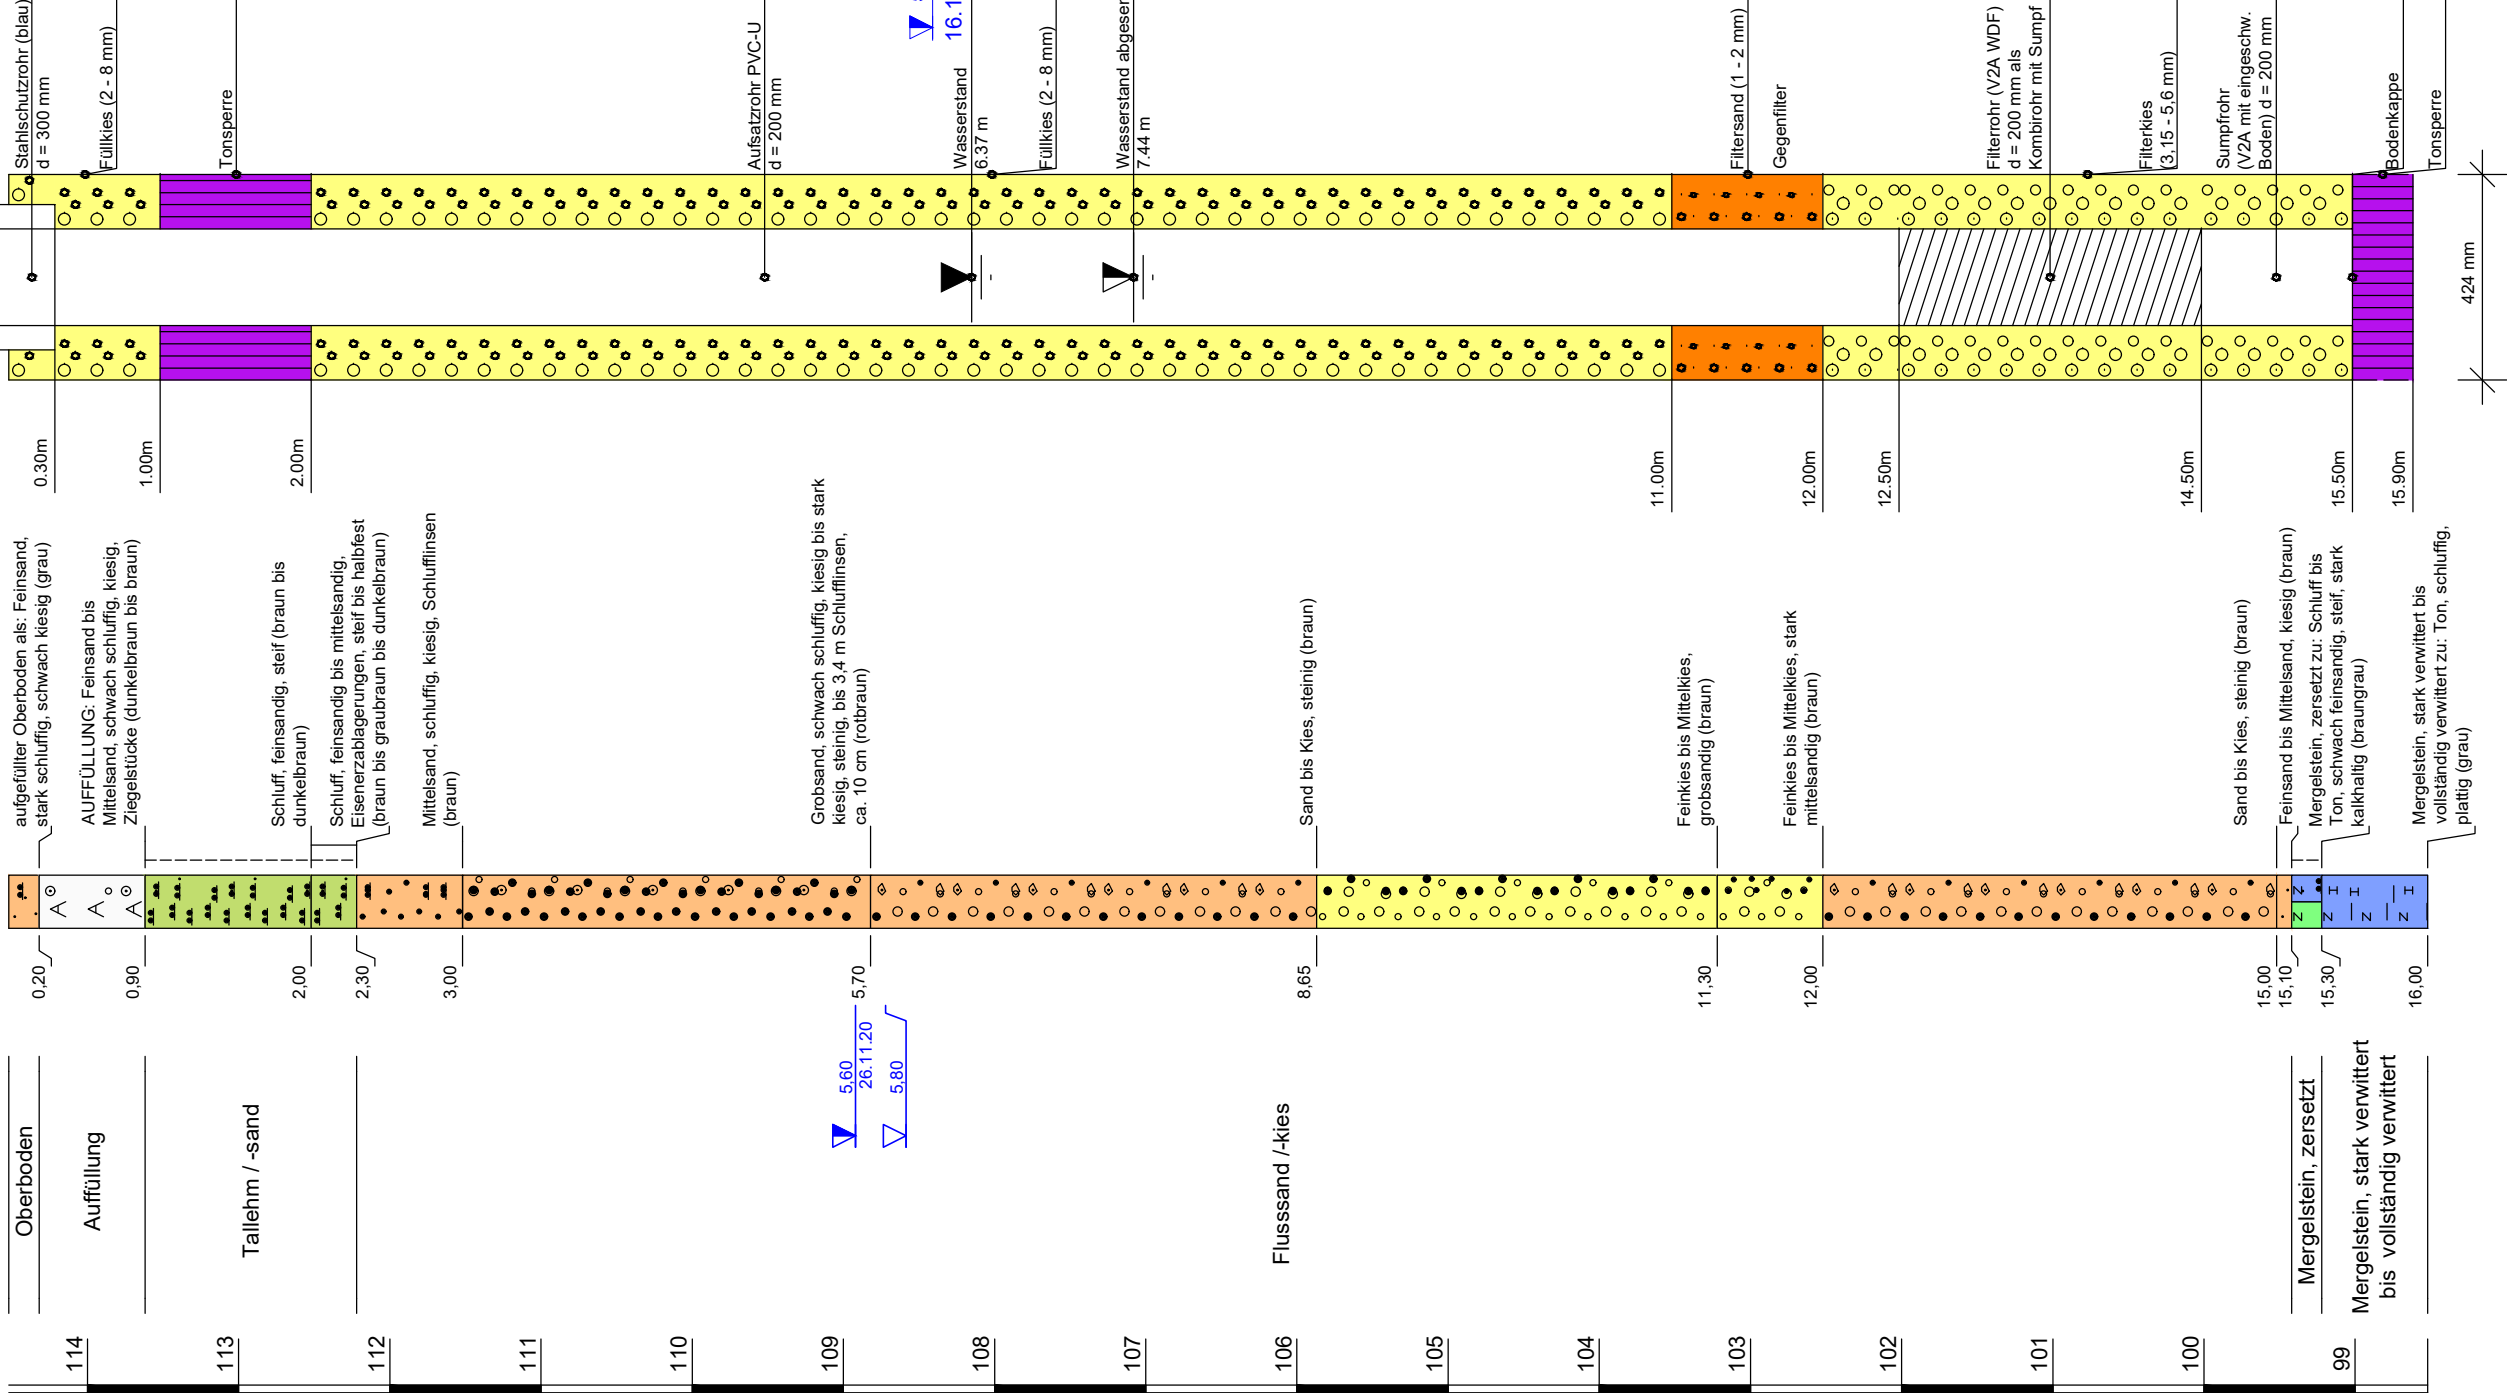 114
113
112
111
110
109
108
107
106
105
104
103
102
101
100
99
Oberboden
Auffüllung
Tallehm / -sand
Flusssand /-kies
Mergelstein, zersetzt
Mergelstein, stark verwittert
bis vollständig verwittert
5,60
26.11.20
5,80
0,20
0,90
2,00
2,30
3,00
5,70
8,65
11,30
12,00
15,00
15,10
15,30
16,00
A
A
A
Z
Z
Z
Z
Z
Z
aufgefüllter Oberboden als: Feinsand,
stark schluffig, schwach kiesig (grau)
AUFFÜLLUNG: Feinsand bis
Mittelsand, schwach schluffig, kiesig,
Ziegelstücke (dunkelbraun bis braun)
Schluff, feinsandig, steif (braun bis
dunkelbraun)
Schluff, feinsandig bis mittelsandig,
Eisenerzablagerungen, steif bis halbfest
(braun bis graubraun bis dunkelbraun)
Mittelsand, schluffig, kiesig, Schlufflinsen
(braun)
Grobsand, schwach schluffig, kiesig bis stark
kiesig, steinig, bis 3,4 m Schlufflinsen,
ca. 10 cm (rotbraun)
Sand bis Kies, steinig (braun)
Feinkies bis Mittelkies,
grobsandig (braun)
Feinkies bis Mittelkies, stark
mittelsandig (braun)
Sand bis Kies, steinig (braun)
Feinsand bis Mittelsand, kiesig (braun)
Mergelstein, zersetzt zu: Schluff bis
Ton, schwach feinsandig, steif, stark
kalkhaltig (braungrau)
Mergelstein, stark verwittert bis
vollständig verwittert zu: Ton, schluffig,
plattig (grau)
0.30m
1.00m
2.00m
11.00m
12.00m
12.50m
14.50m
15.50m
15.90m
424 mm
Stahlschutzrohr (blau)
d = 300 mm
Füllkies (2 - 8 mm)
Tonsperre
Aufsatzrohr PVC-U
d = 200 mm
16.1
Wasserstand
6.37 m
Füllkies (2 - 8 mm)
Wasserstand abgesen
7.44 m
Filtersand (1 - 2 mm)
Gegenfilter
Filterrohr (V2A WDF)
d = 200 mm als
Kombirohr mit Sumpf
Filterkies
(3,15 - 5,6 mm)
Sumpfrohr
(V2A mit eingeschw.
Boden) d = 200 mm
Bodenkappe
Tonsperre